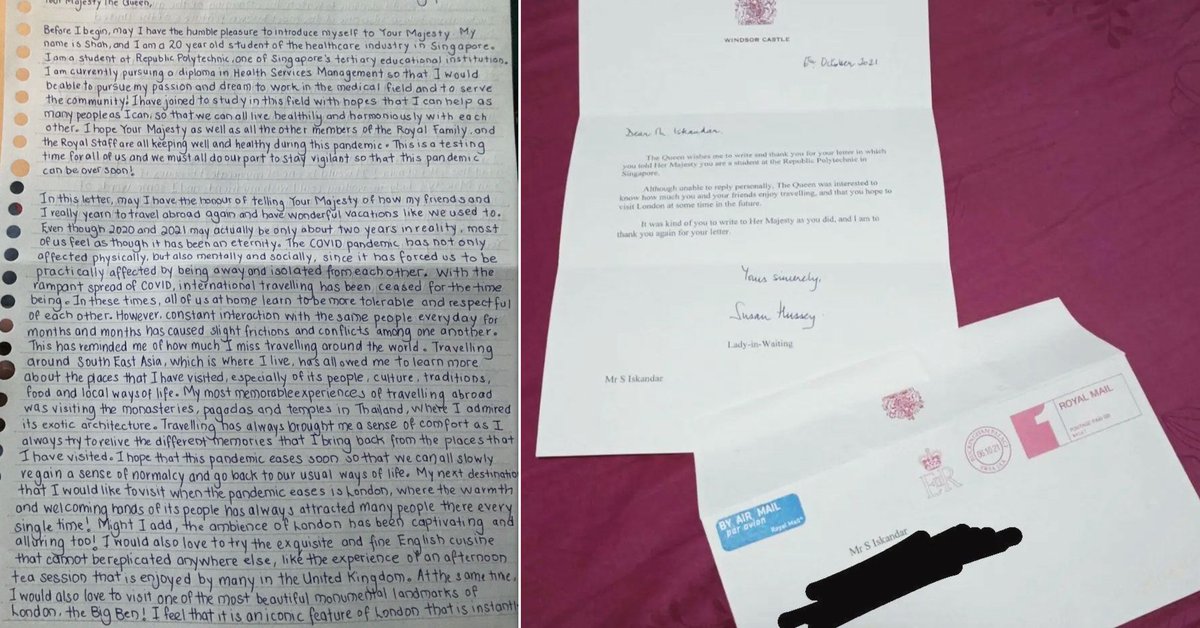 Your Majesty The Queen,
Before I begin, may I have the humble pleasure to introduce myself to Your Majesty. My
name is Shah, and I am a 20 year old student of the healthcare industry in Singapore.
I am a student at Republic Polytechnic, one of Singapore's tertiary educational institution.
I am currently pursuing a diploma in Health Services Management so that I would
be able to pursue my passion and dream to work in the medical field and to serve
the community! I have joined to study in this field with hopes that I can help as
many people as I can, so that we can all live healthily and harmoniously with each
other. I hope Your Majesty as well as all the other members of the Royal Family, and
the Royal Staff are all keeping well and healthy during this pandemic. This is a testing
time for all of us and we must all do our part to stay vigilant so that this pandemic
can be over soon!
In this letter, may I have the honour of telling Your Majesty of how my friends and
I really yearn to travel abroad again and have wonderful vacations like we used to.
Even though 2020 and 2021 may actually be only about two years in reality, most
of us feel as though it has been an eternity. The COVID pandemic has not only
affected physically, but also mentally and socially, since it has forced us to be
practically affected by being away and isolated from each other. With the
rampant spread of COVID, international travelling has been ceased for the time
being. In these times, all of us at home learn to be more tolerable and respectful
of each other. However, constant interaction with the same people everyday for
months and months has caused slight frictions and conflicts among one another.
This has reminded me of how much I miss travelling around the world. Travelling
around South East Asia, which is where I live, has allowed me to learn more
about the places that I have visited, especially of its people, culture, traditions,
food and local ways of life. My most memorable experiences of travelling abroad
was visiting the monasteries, pagodas and temples in Thailand, where I admired
its exotic architecture. Travelling has always brought me a sense of comfort as I
always try to relive the different memories that I bring back from the places that
I have visited. I hope that this pandemic eases soon so that we can all slowly
regain a sense of normalcy and go back to our usual ways of life. My next destination
that I would like to visit when the pandemic eases is London, where the warmth
and welcoming hands of its people has always attracted many people there every
single time! Might I add, the ambience of London has been captivating and
alluring too! I would also love to try the exquisite and fine English cuisine
that cannot be replicated anywhere else, like the experience of an afternoon
tea session that is enjoyed by many in the United Kingdom. At the same time,
I would also love to visit one of the most beautiful monumental landmarks of
London, the Big Ben! I feel that it is an iconic feature of London that is instantly
WINDSOR CASTLE
October 2021
Dear Mr. Iskandar,
The Queen wishes me to write and thank you for your letter in which
you told Her Majesty you are a student at the Republic Polytechnic in
Singapore.
Although unable to reply personally, The Queen was interested to
know how much you and your friends enjoy travelling, and that you hope to
visit London at some time in the future.
It was kind of you to write to Her Majesty as you did, and I am to
thank you again for your letter.
Yours sincerely,
Susan Hussey
Lady-in-Waiting
Mr S Iskandar
ROYAL MAIL
1
POSTAGE PAID GB
BUCKINGHAM PALACE
06.10.21
EIIR
BY AIR MAIL
par avion
Royal Mail
Mr S Iskandar